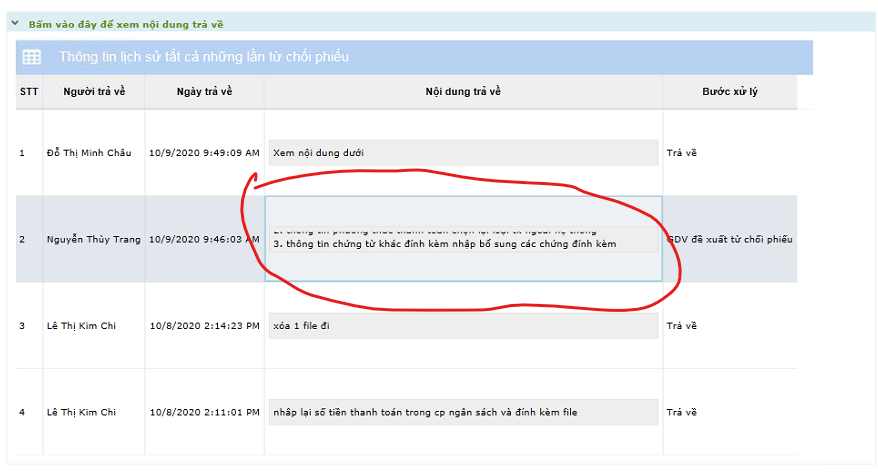 Bấm vào đây để xem nội dung trả về
Thông tin lịch sử tất cả những lần từ chối phiếu
STT Người trả về Ngày trả về Nội dung trả về Bước xử lý
1 Đỗ Thị Minh Châu 10/9/2020 9:49:09 AM Xem nội dung dưới Trả về
2. thông tin phương thức thanh toán chọn lại loại tk ngoài hệ thống
2 Nguyễn Thùy Trang 10/9/2020 9:46:03 AM 3. thông tin chứng từ khác đính kèm nhập bổ sung các chứng đính kèm GDV đề xuất từ chối phiếu
3 Lê Thị Kim Chi 10/8/2020 2:14:23 PM xóa 1 file đi Trả về
4 Lê Thị Kim Chi 10/8/2020 2:11:01 PM nhâp lại số tiền thanh toán trong cp ngân sách và đính kèm file Trả về